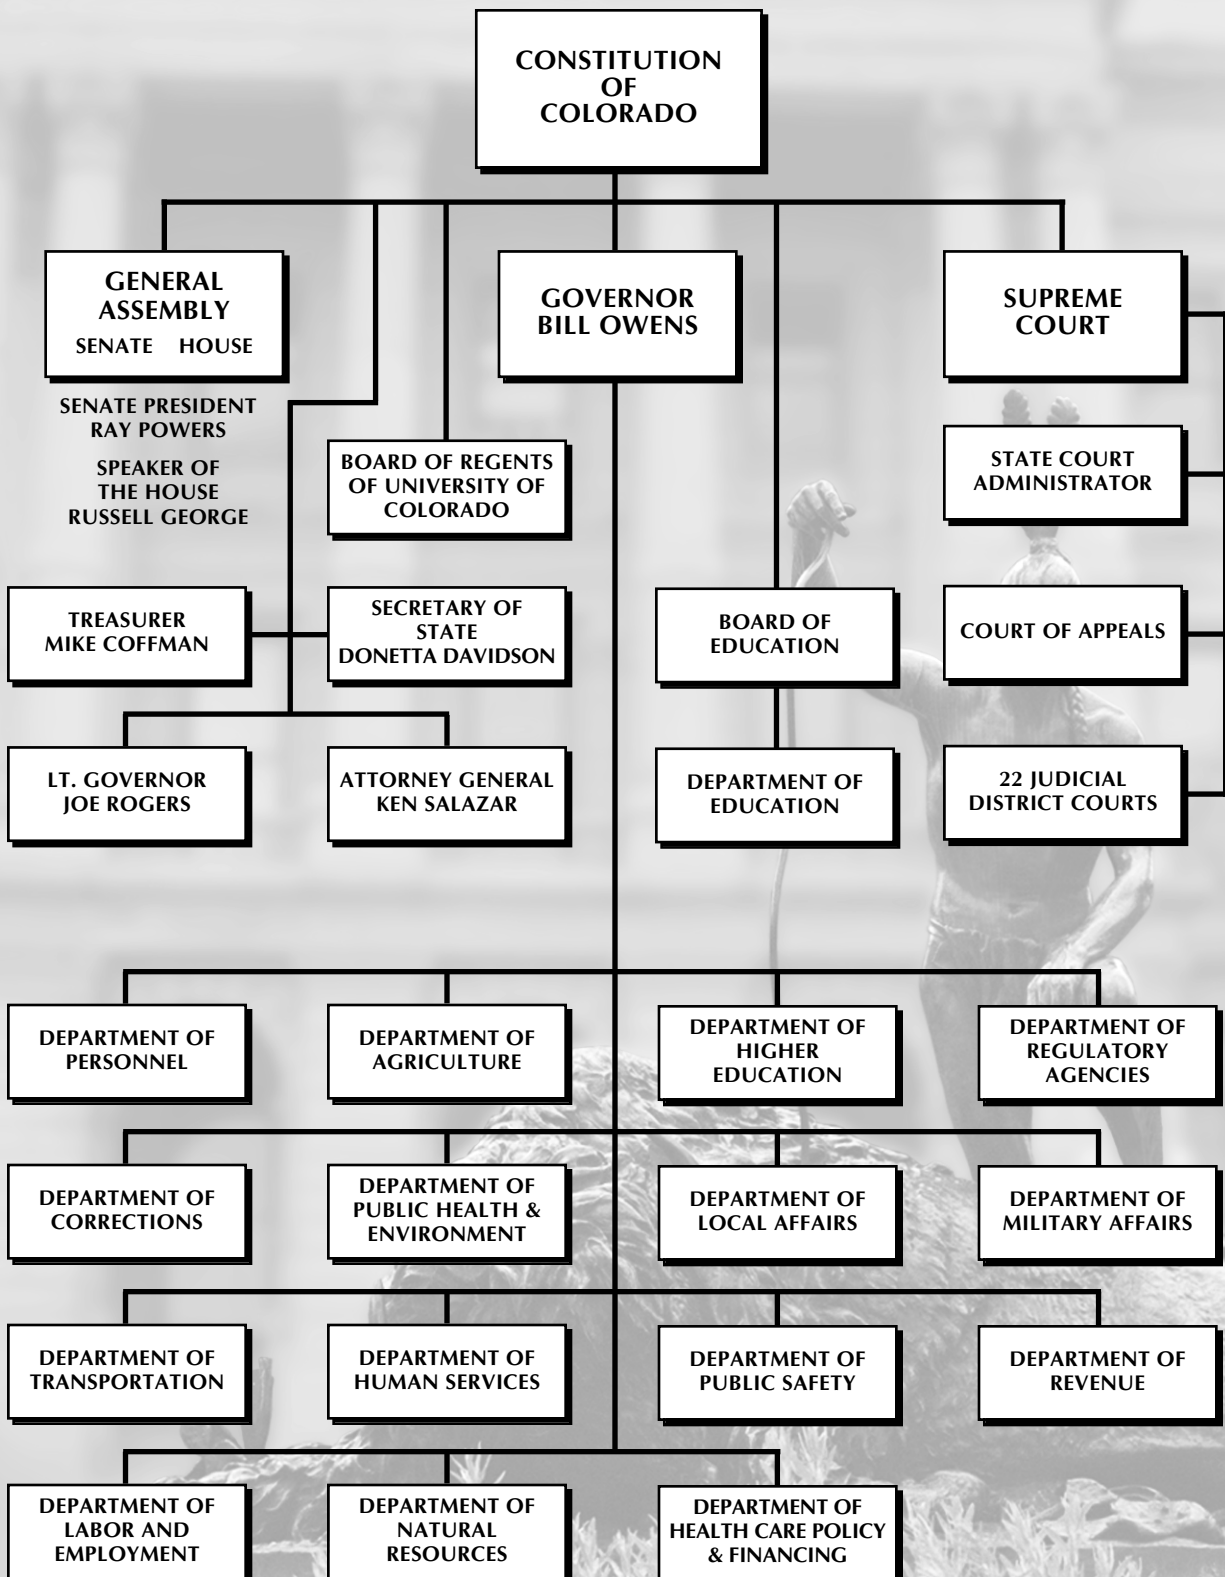 CONSTITUTION
OF
COLORADO
GENERAL
ASSEMBLY
SENATE HOUSE
GOVERNOR
BILL OWENS
SUPREME
COURT
SENATE PRESIDENT
RAY POWERS
SPEAKER OF
THE HOUSE
RUSSELL GEORGE
BOARD OF REGENTS
OF UNIVERSITY OF
COLORADO
STATE COURT
ADMINISTRATOR
TREASURER
MIKE COFFMAN
SECRETARY OF
STATE
DONETTA DAVIDSON
BOARD OF
EDUCATION
COURT OF APPEALS
LT. GOVERNOR
JOE ROGERS
ATTORNEY GENERAL
KEN SALAZAR
DEPARTMENT OF
EDUCATION
22 JUDICIAL
DISTRICT COURTS
DEPARTMENT OF
PERSONNEL
DEPARTMENT OF
AGRICULTURE
DEPARTMENT OF
HIGHER
EDUCATION
DEPARTMENT OF
REGULATORY
AGENCIES
DEPARTMENT OF
CORRECTIONS
DEPARTMENT OF
PUBLIC HEALTH &
ENVIRONMENT
DEPARTMENT OF
LOCAL AFFAIRS
DEPARTMENT OF
MILITARY AFFAIRS
DEPARTMENT OF
TRANSPORTATION
DEPARTMENT OF
HUMAN SERVICES
DEPARTMENT OF
PUBLIC SAFETY
DEPARTMENT OF
REVENUE
DEPARTMENT OF
LABOR AND
EMPLOYMENT
DEPARTMENT OF
NATURAL
RESOURCES
DEPARTMENT OF
HEALTH CARE POLICY
& FINANCING